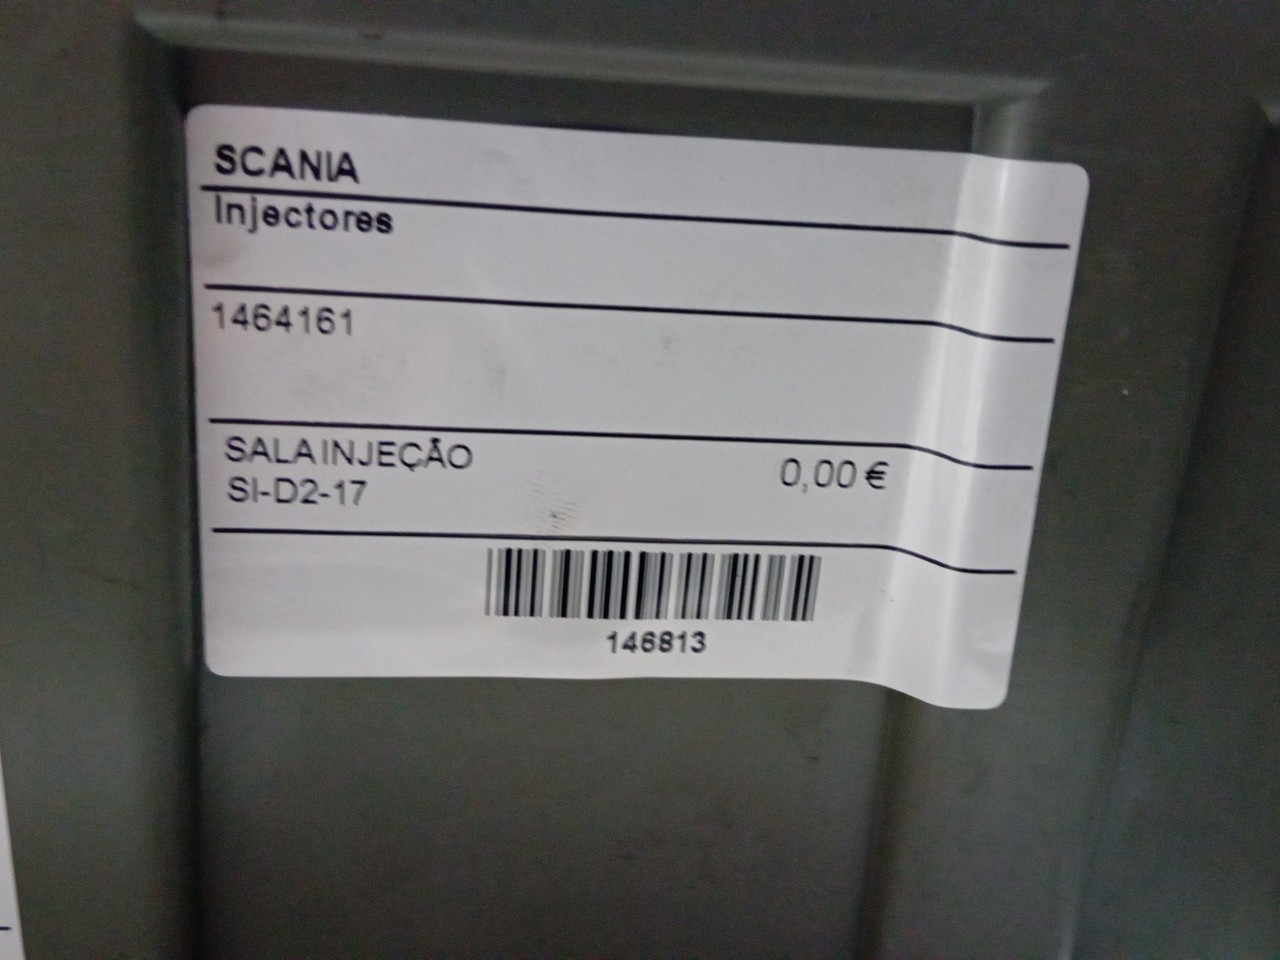 SCANIA
Injectores
1464161
SALA INJEÇÃO
0,00 €
SI-D2-17
146813